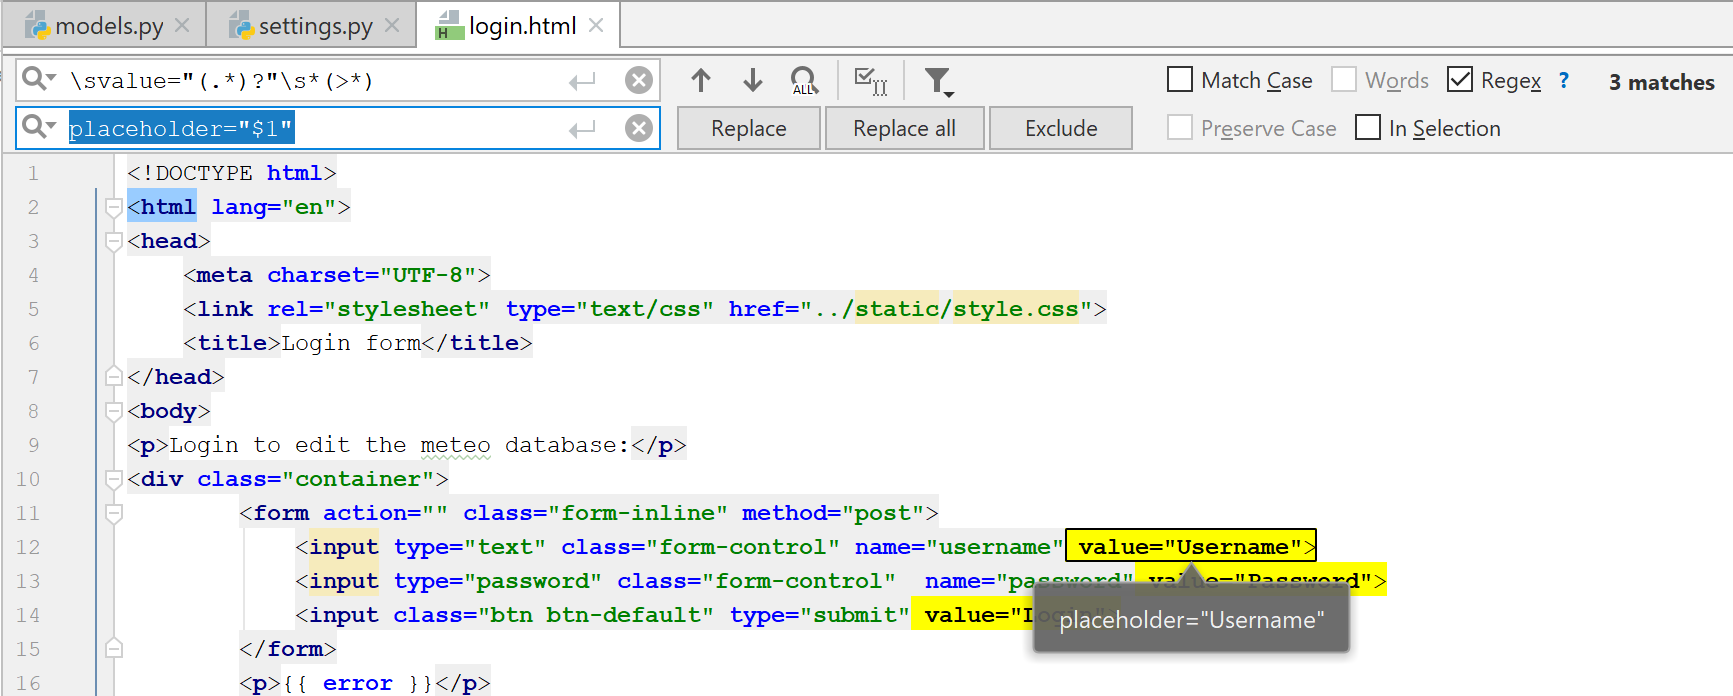 models.py settings.py login.html
\svalue="(.*)?"\s*(>*) ALL Match Case Words Regex ? 3 matches
placeholder="$1" Replace Replace all Exclude Preserve Case In Selection
1 <!DOCTYPE html>
2 <html lang="en">
3 <head>
4 <meta charset="UTF-8">
5 <link rel="stylesheet" type="text/css" href="../static/style.css">
6 <title>Login form</title>
7 </head>
8 <body>
9 <p>Login to edit the meteo database:</p>
10 <div class="container">
11 <form action="" class="form-inline" method="post">
12 <input type="text" class="form-control" name="username" value="Username">
13 <input type="password" class="form-control" name="password" value="Password">
14 <input class="btn btn-default" type="submit" value="Login">
placeholder="Username"
15 </form>
16 <p>{{ error }}</p>